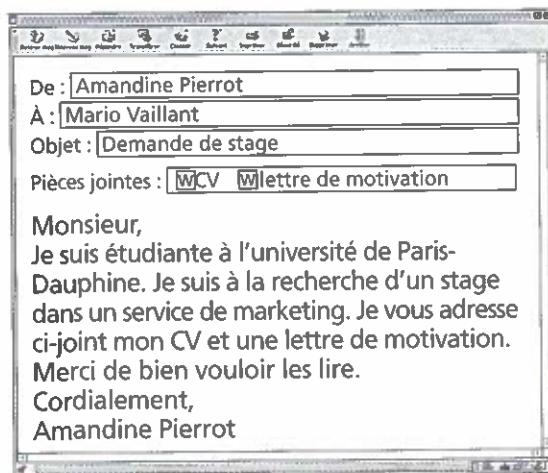 De : Amandine Pierrot
À : Mario Vaillant
Objet : Demande de stage
Pièces jointes : W CV W lettre de motivation
Monsieur,
Je suis étudiante à l'université de Paris-
Dauphine. Je suis à la recherche d'un stage
dans un service de marketing. Je vous adresse
ci-joint mon CV et une lettre de motivation.
Merci de bien vouloir les lire.
Cordialement,
Amandine Pierrot